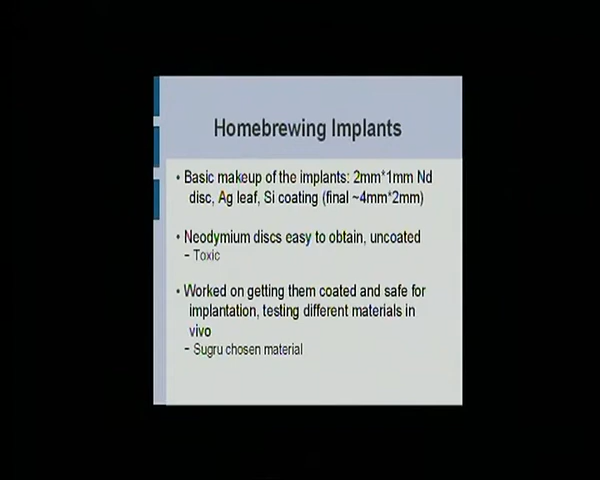 Homebrewing Implants
• Basic makeup of the implants: 2mm*1mm Nd
disc, Ag leaf, Si coating (final ~4mm*2mm)
• Neodymium discs easy to obtain, uncoated
– Toxic
• Worked on getting them coated and safe for
implantation, testing different materials in
vivo
– Sugru chosen material